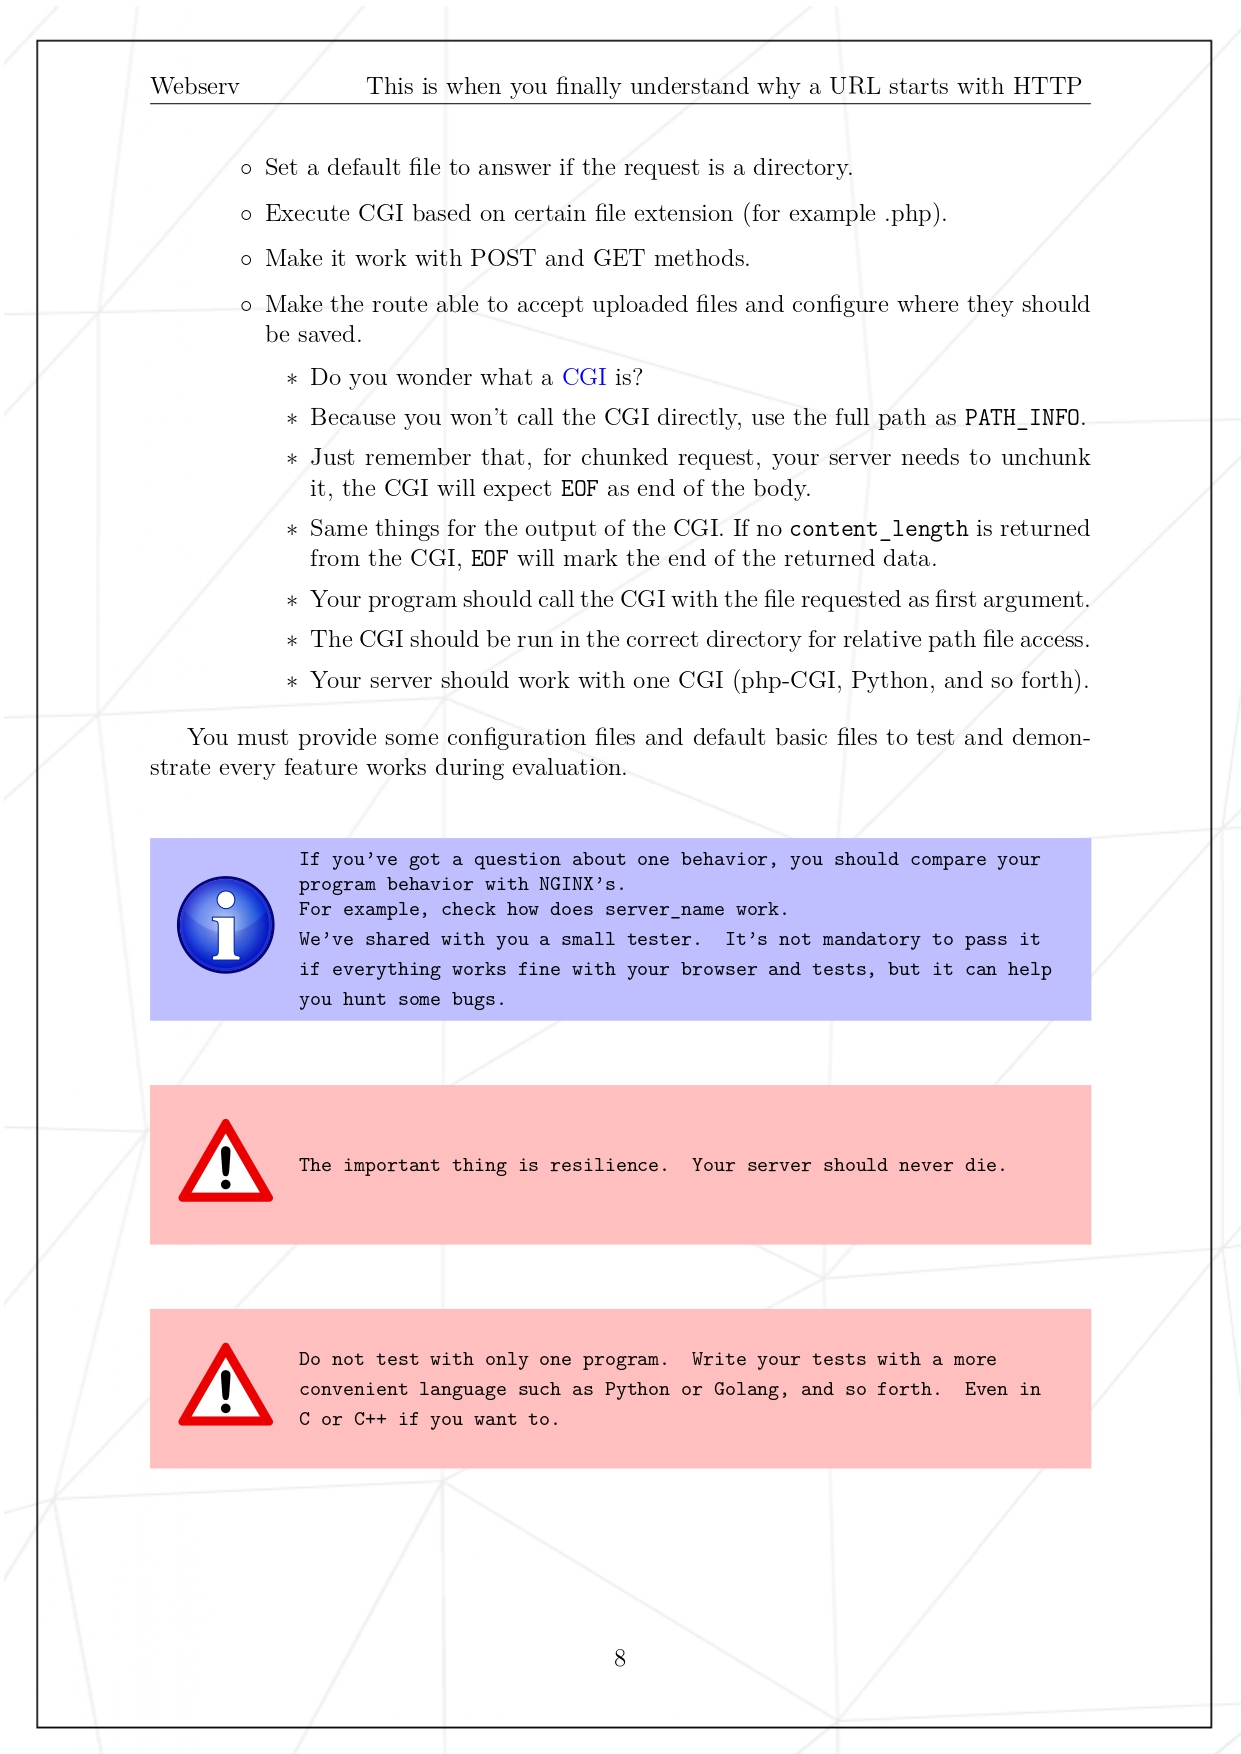 Webserv This is when you finally understand why a URL starts with HTTP
◦ Set a default file to answer if the request is a directory.
◦ Execute CGI based on certain file extension (for example .php).
◦ Make it work with POST and GET methods.
◦ Make the route able to accept uploaded files and configure where they should
be saved.
∗ Do you wonder what a CGI is?
∗ Because you won't call the CGI directly, use the full path as PATH_INFO.
∗ Just remember that, for chunked request, your server needs to unchunk
it, the CGI will expect EOF as end of the body.
∗ Same things for the output of the CGI. If no content_length is returned
from the CGI, EOF will mark the end of the returned data.
∗ Your program should call the CGI with the file requested as first argument.
∗ The CGI should be run in the correct directory for relative path file access.
∗ Your server should work with one CGI (php-CGI, Python, and so forth).
You must provide some configuration files and default basic files to test and demon-
strate every feature works during evaluation.
If you've got a question about one behavior, you should compare your
program behavior with NGINX's.
For example, check how does server_name work.
We've shared with you a small tester. It's not mandatory to pass it
if everything works fine with your browser and tests, but it can help
you hunt some bugs.
The important thing is resilience. Your server should never die.
Do not test with only one program. Write your tests with a more
convenient language such as Python or Golang, and so forth. Even in
C or C++ if you want to.
8